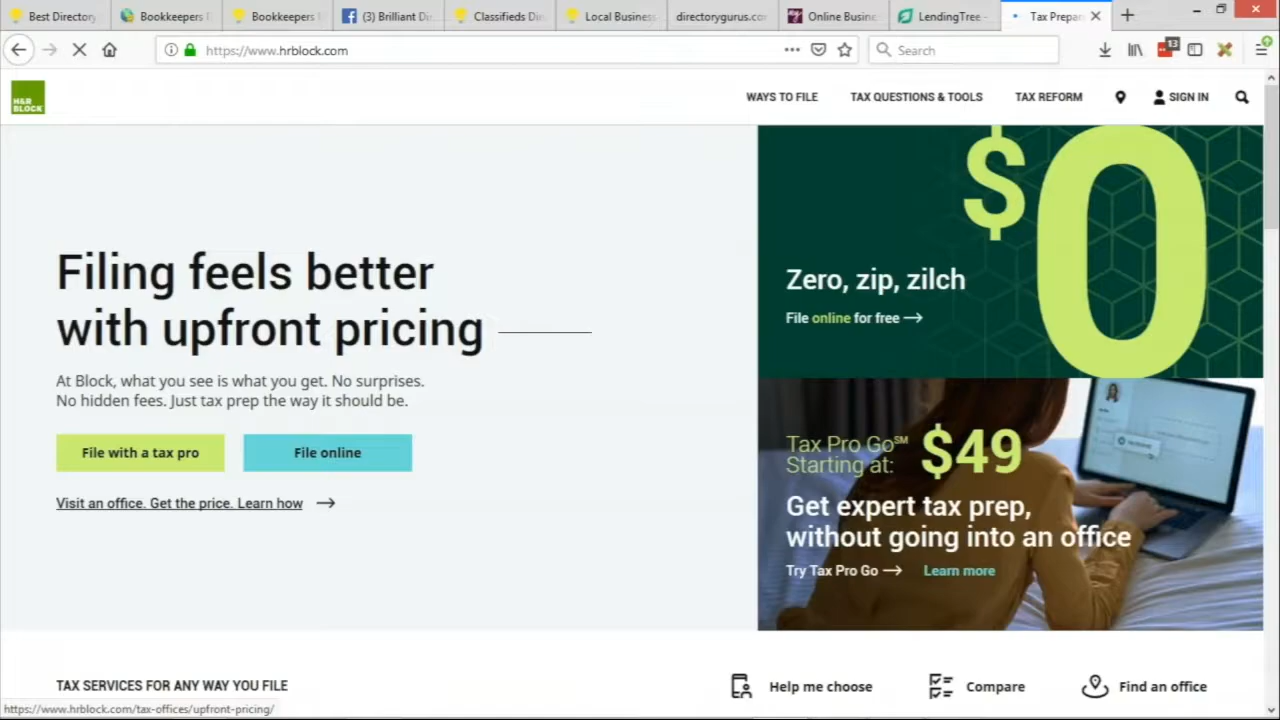 Best Directory
Bookkeepers
Bookkeepers
(3) Brilliant Di
Classifieds Di
Local Business
directorygurus.co
Online Busine
LendingTree -
Tax Prepar
https://www.hrblock.com
Search
13
H&R
BLOCK
WAYS TO FILE
TAX QUESTIONS & TOOLS
TAX REFORM
SIGN IN
Filing feels better
with upfront pricing
At Block, what you see is what you get. No surprises.
No hidden fees. Just tax prep the way it should be.
File with a tax pro
File online
Visit an office. Get the price. Learn how
$0
Zero, zip, zilch
File online for free
Tax Pro Go℠
Starting at:
$49
Get expert tax prep,
without going into an office
Try Tax Pro Go
Learn more
TAX SERVICES FOR ANY WAY YOU FILE
Help me choose
Compare
Find an office
https://www.hrblock.com/tax-offices/upfront-pricing/